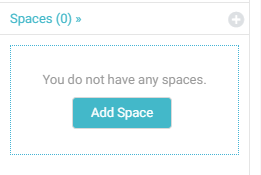 Spaces (0) »
You do not have any spaces.
Add Space